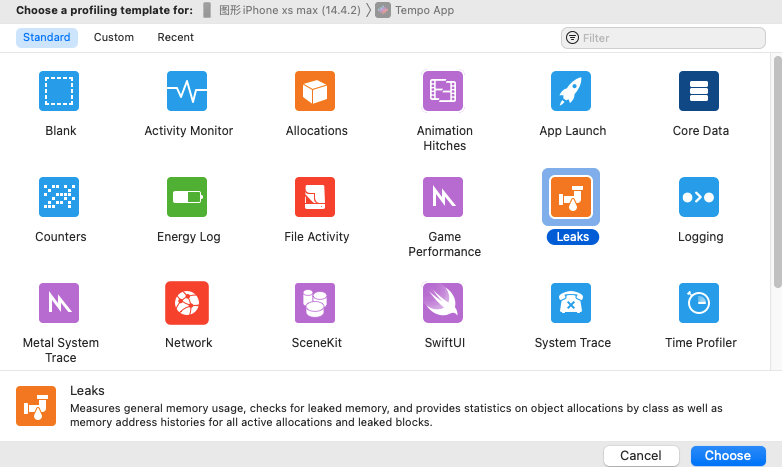 Choose a profiling template for: 图形iPhone xs max (14.4.2) 〉 Tempo App
Standard Custom Recent Filter
Blank Activity Monitor Allocations Animation Hitches App Launch Core Data
Counters Energy Log File Activity Game Performance Leaks Logging
Metal System Trace Network SceneKit SwiftUI System Trace Time Profiler
Leaks
Measures general memory usage, checks for leaked memory, and provides statistics on object allocations by class as well as
memory address histories for all active allocations and leaked blocks.
Cancel Choose